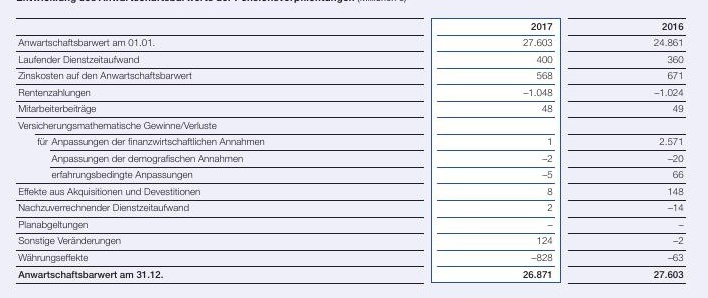 2017 2016
Anwartschaftsbarwert am 01.01. 27.603 24.861
Laufender Dienstzeitaufwand 400 360
Zinskosten auf den Anwartschaftsbarwert 568 671
Rentenzahlungen –1.048 –1.024
Mitarbeiterbeiträge 48 49
Versicherungsmathematische Gewinne/Verluste
für Anpassungen der finanzwirtschaftlichen Annahmen 1 2.571
Anpassungen der demografischen Annahmen –2 –20
erfahrungsbedingte Anpassungen –5 66
Effekte aus Akquisitionen und Devestitionen 8 148
Nachzuverrechnender Dienstzeitaufwand 2 –14
Planabgeltungen – –
Sonstige Veränderungen 124 –2
Währungseffekte –828 –63
Anwartschaftsbarwert am 31.12. 26.871 27.603